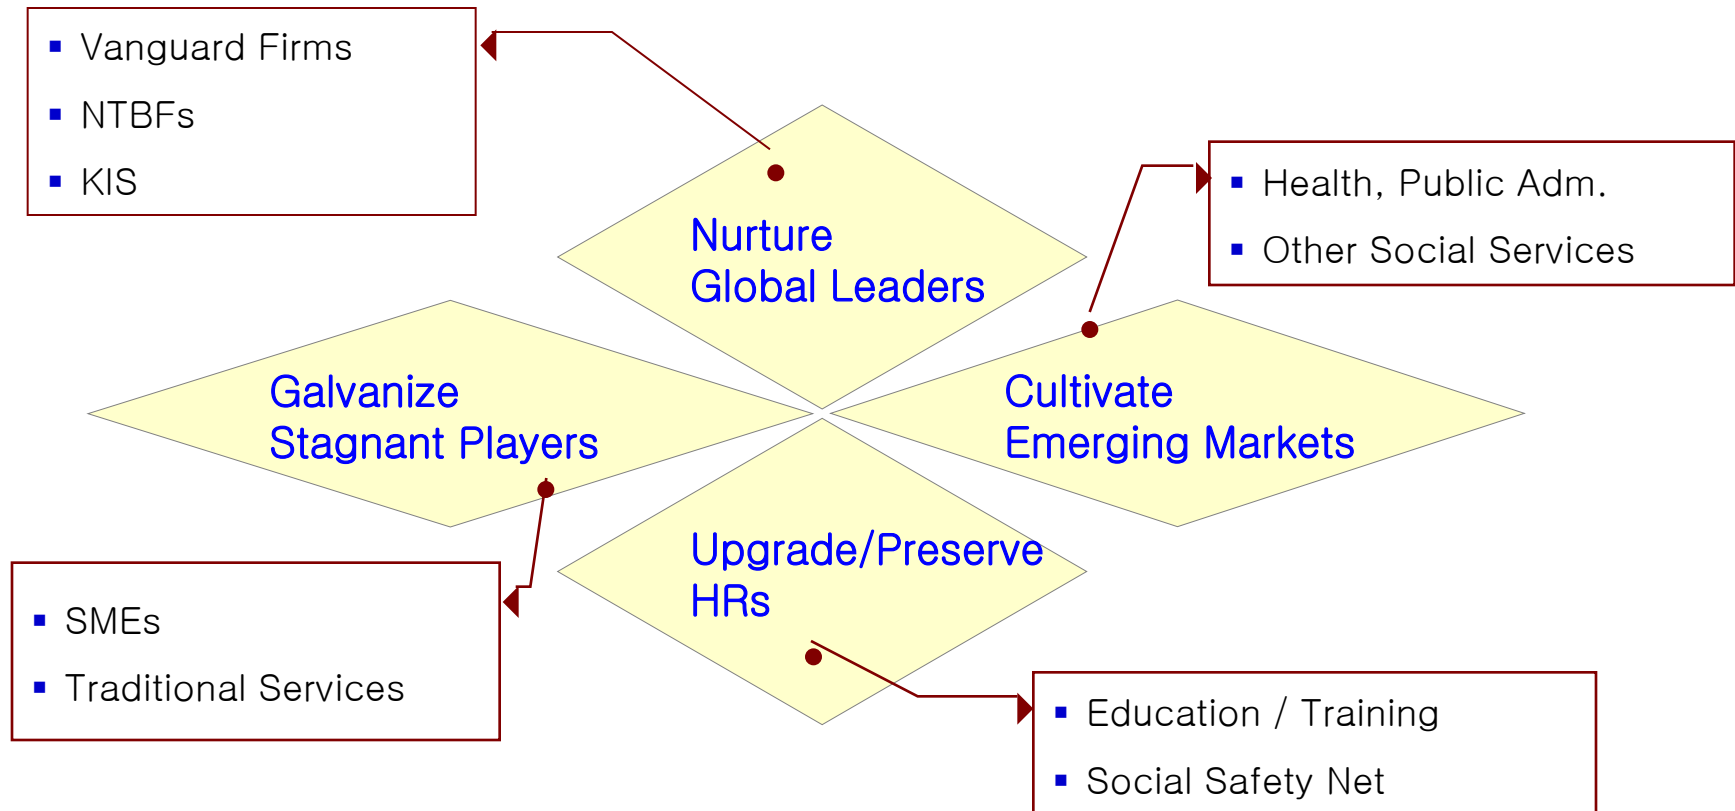 Vanguard Firms
NTBFs
KIS
Nurture
Global Leaders
Health, Public Adm.
Other Social Services
Galvanize
Stagnant Players
Cultivate
Emerging Markets
Upgrade/Preserve
HRs
SMEs
Traditional Services
Education / Training
Social Safety Net